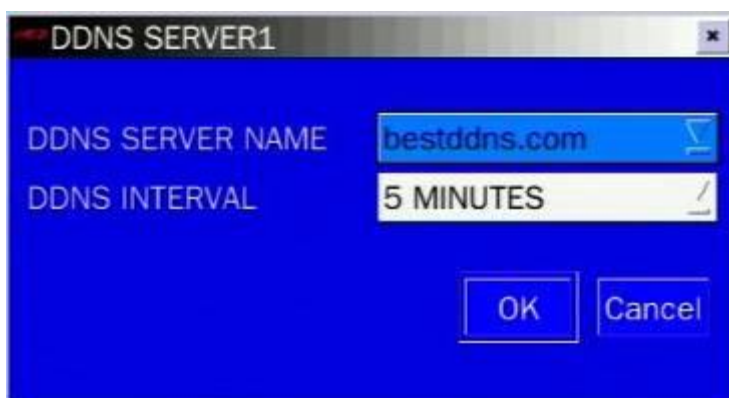 DDNS SERVER1
DDNS SERVER NAME bestddns.com
DDNS INTERVAL 5 MINUTES
OK Cancel